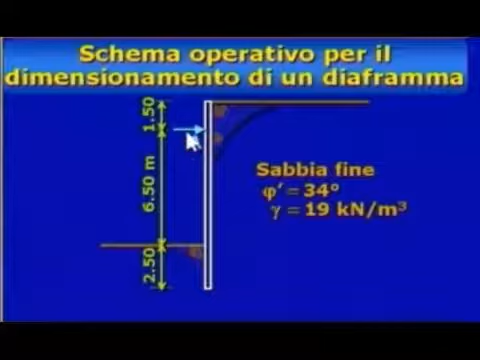 Schema operativo per il
dimensionamento di un diaframma
1.50
6.50 m
2.50
Sabbia fine
φ'=34°
γ = 19 kN/m³